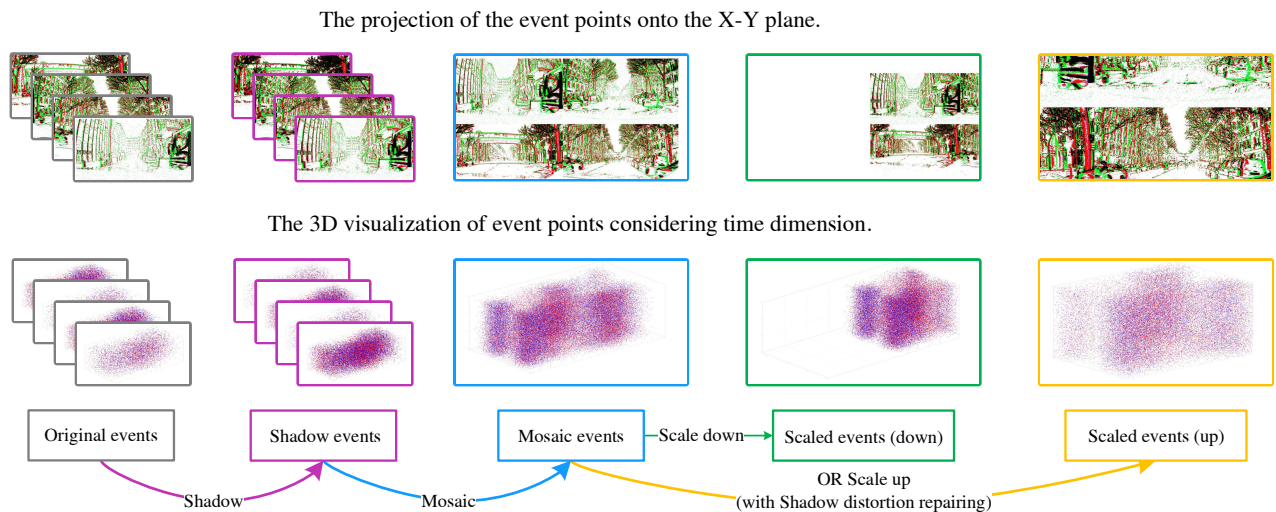 The projection of the event points onto the X-Y plane.
The 3D visualization of event points considering time dimension.
Original events
Shadow events
Mosaic events
Scale down
Scaled events (down)
Scaled events (up)
Shadow
Mosaic
OR Scale up
(with Shadow distortion repairing)